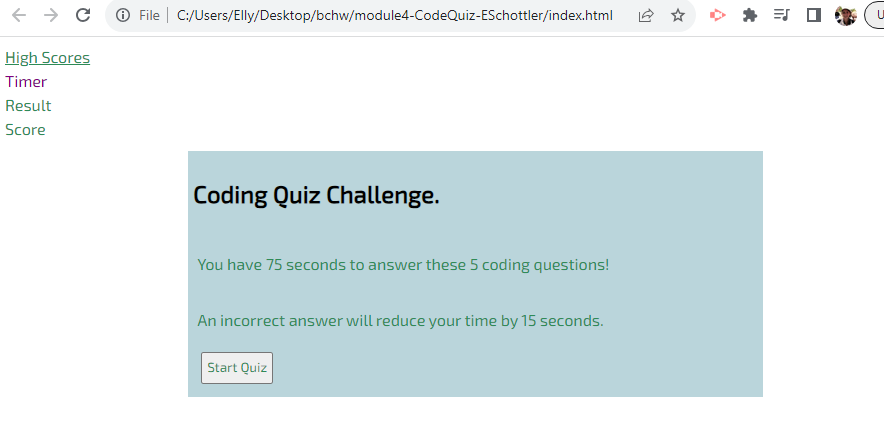 File
C:/Users/Elly/Desktop/bchw/module4-CodeQuiz-ESchottler/index.html
U
High Scores
Timer
Result
Score
Coding Quiz Challenge.
You have 75 seconds to answer these 5 coding questions!
An incorrect answer will reduce your time by 15 seconds.
Start Quiz